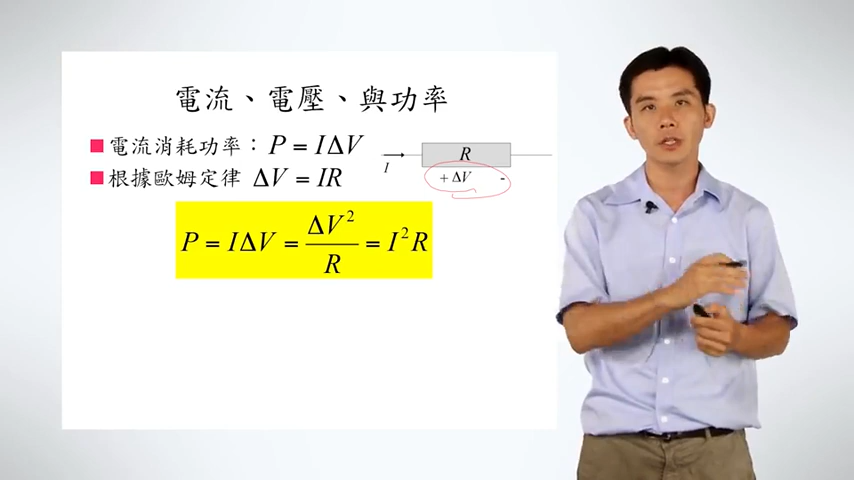 電流、電壓、與功率
電流消耗功率：P = IΔV
根據歐姆定律 ΔV = IR
R
I
+ ΔV -
P = IΔV = ΔV²/R = I²R